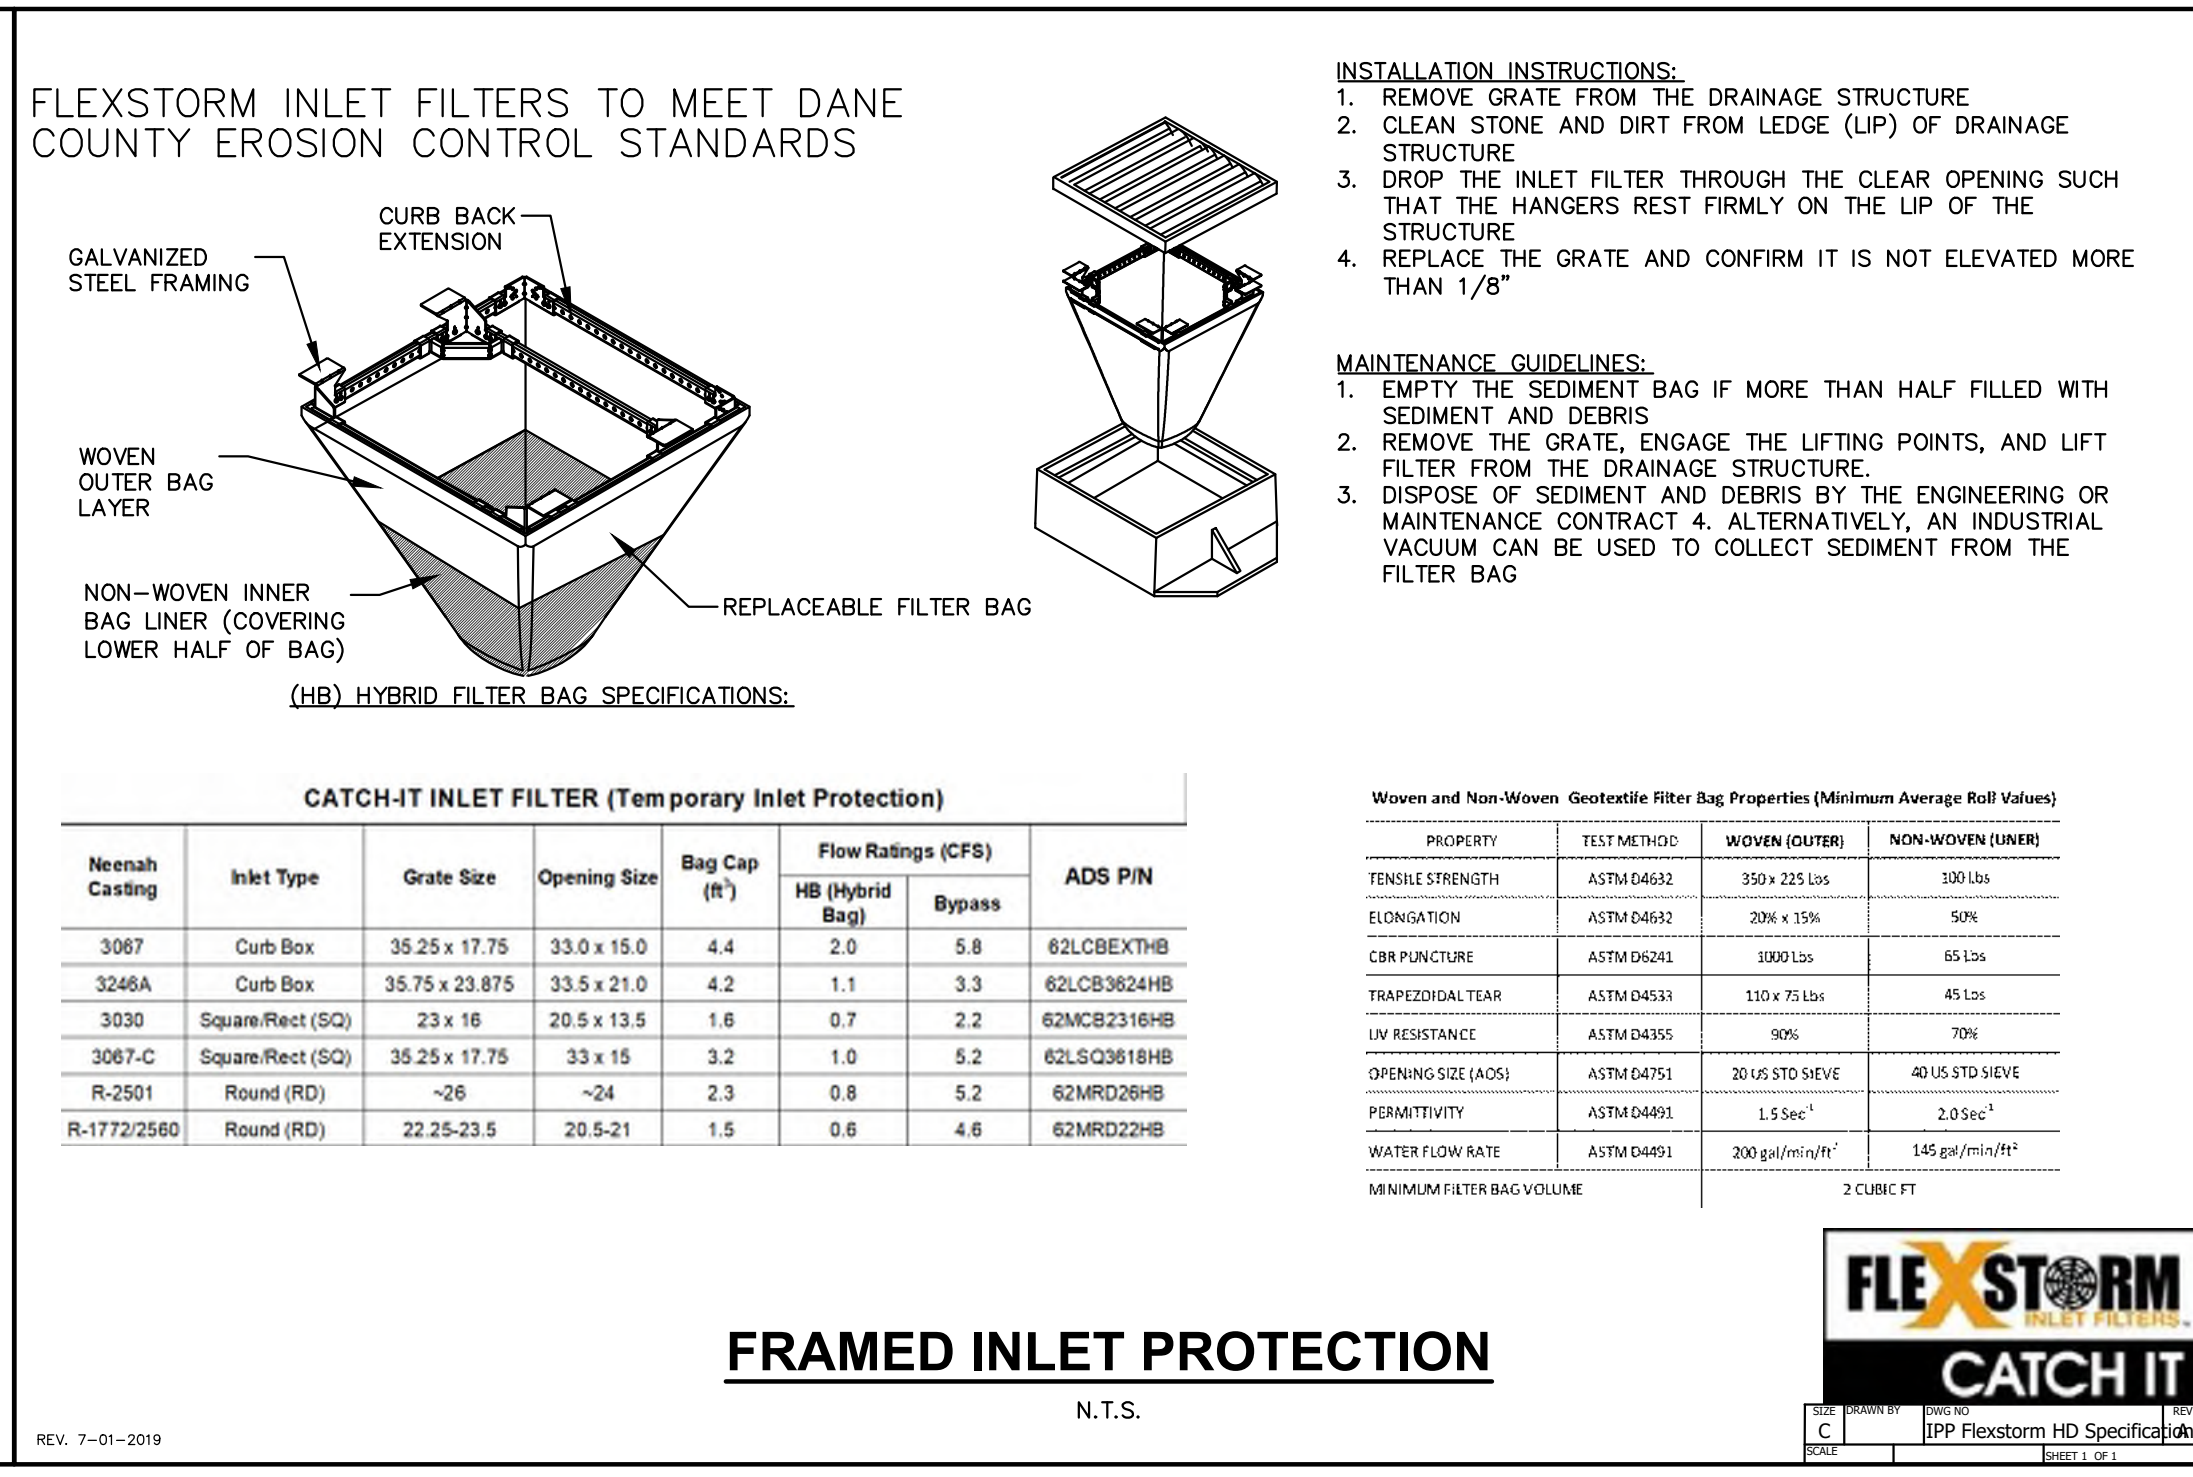 FLEXSTORM INLET FILTERS TO MEET DANE
COUNTY EROSION CONTROL STANDARDS
CURB BACK
EXTENSION
GALVANIZED
STEEL FRAMING
WOVEN
OUTER BAG
LAYER
NON-WOVEN INNER
BAG LINER (COVERING
LOWER HALF OF BAG)
REPLACEABLE FILTER BAG
(HB) HYBRID FILTER BAG SPECIFICATIONS:
INSTALLATION INSTRUCTIONS:
1. REMOVE GRATE FROM THE DRAINAGE STRUCTURE
2. CLEAN STONE AND DIRT FROM LEDGE (LIP) OF DRAINAGE
STRUCTURE
3. DROP THE INLET FILTER THROUGH THE CLEAR OPENING SUCH
THAT THE HANGERS REST FIRMLY ON THE LIP OF THE
STRUCTURE
4. REPLACE THE GRATE AND CONFIRM IT IS NOT ELEVATED MORE
THAN 1/8"
MAINTENANCE GUIDELINES:
1. EMPTY THE SEDIMENT BAG IF MORE THAN HALF FILLED WITH
SEDIMENT AND DEBRIS
2. REMOVE THE GRATE, ENGAGE THE LIFTING POINTS, AND LIFT
FILTER FROM THE DRAINAGE STRUCTURE.
3. DISPOSE OF SEDIMENT AND DEBRIS BY THE ENGINEERING OR
MAINTENANCE CONTRACT 4. ALTERNATIVELY, AN INDUSTRIAL
VACUUM CAN BE USED TO COLLECT SEDIMENT FROM THE
FILTER BAG
CATCH-IT INLET FILTER (Temporary Inlet Protection)
Neenah Casting Inlet Type Grate Size Opening Size Bag Cap (ft³) Flow Ratings (CFS) ADS P/N
HB (Hybrid Bag) Bypass
3067 Curb Box 35.25 x 17.75 33.0 x 15.0 4.4 2.0 5.8 62LCBEXTHB
3246A Curb Box 35.75 x 23.875 33.5 x 21.0 4.2 1.1 3.3 62LCB3624HB
3030 Square/Rect (SQ) 23 x 16 20.5 x 13.5 1.6 0.7 2.2 62MCB2316HB
3067-C Square/Rect (SQ) 35.25 x 17.75 33 x 15 3.2 1.0 5.2 62LSQ3618HB
R-2501 Round (RD) ~26 ~24 2.3 0.8 5.2 62MRD26HB
R-1772/2560 Round (RD) 22.25-23.5 20.5-21 1.5 0.6 4.6 62MRD22HB
Woven and Non-Woven Geotextile Filter Bag Properties (Minimum Average Roll Values)
PROPERTY TEST METHOD WOVEN (OUTER) NON-WOVEN (LINER)
TENSILE STRENGTH ASTM D4632 350 x 225 Lbs 100 Lbs
ELONGATION ASTM D4632 20% x 15% 50%
CBR PUNCTURE ASTM D6241 1000 Lbs 65 Lbs
TRAPEZOIDAL TEAR ASTM D4533 110 x 75 Lbs 45 Lbs
UV RESISTANCE ASTM D4355 90% 70%
OPENING SIZE (AOS) ASTM D4751 20 US STD SIEVE 40 US STD SIEVE
PERMITTIVITY ASTM D4491 1.5 Sec⁻¹ 2.0 Sec⁻¹
WATER FLOW RATE ASTM D4491 200 gal/min/ft² 145 gal/min/ft²
MINIMUM FILTER BAG VOLUME 2 CUBIC FT
FRAMED INLET PROTECTION
N.T.S.
REV. 7-01-2019
FLEXSTORM
INLET FILTERS
CATCH IT
SIZE DRAWN BY DWG NO REV
C IPP Flexstorm HD Specification A
SCALE SHEET 1 OF 1